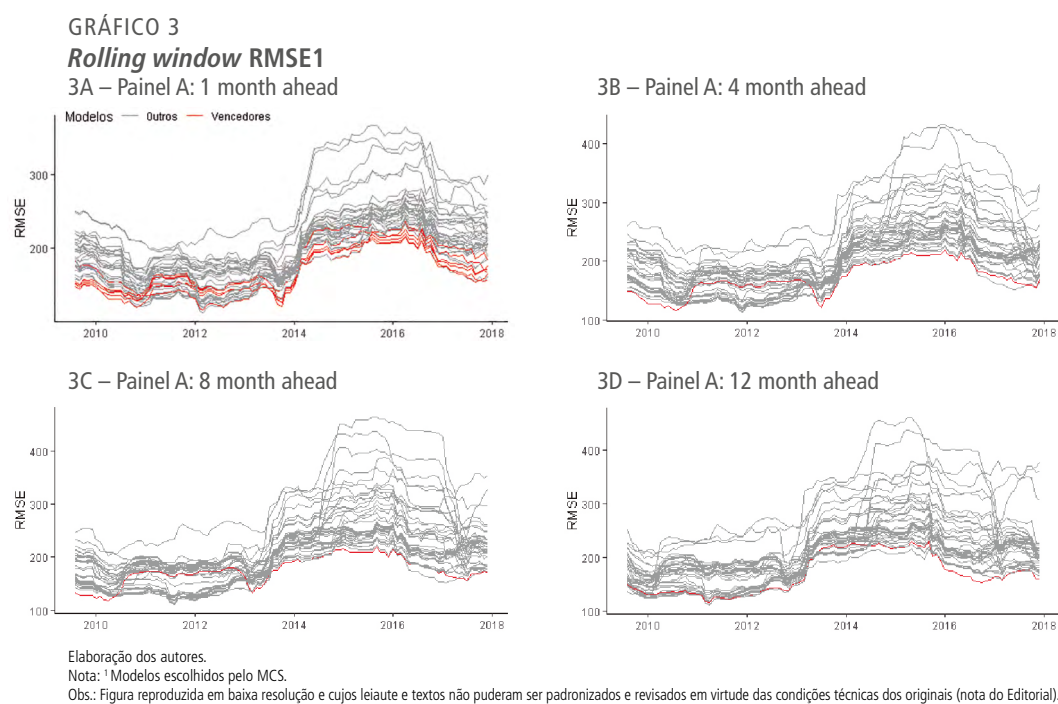 GRÁFICO 3
Rolling window RMSE1
3A – Painel A: 1 month ahead
Modelos — Outros — Vencedores
RMSE
300
200
2010 2012 2014 2016 2018
3B – Painel A: 4 month ahead
RMSE
400
300
200
100
2010 2012 2014 2016 2018
3C – Painel A: 8 month ahead
RMSE
400
300
200
100
2010 2012 2014 2016 2018
3D – Painel A: 12 month ahead
RMSE
400
300
200
100
2010 2012 2014 2016 2018
Elaboração dos autores.
Nota: ¹ Modelos escolhidos pelo MCS.
Obs.: Figura reproduzida em baixa resolução e cujos leiaute e textos não puderam ser padronizados e revisados em virtude das condições técnicas dos originais (nota do Editorial).